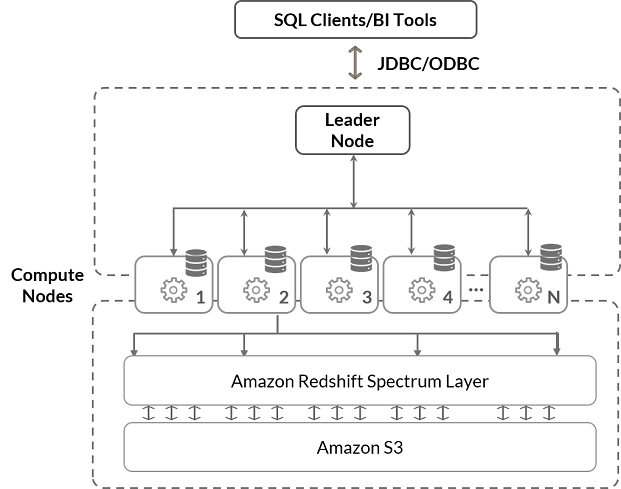 SQL Clients/BI Tools
JDBC/ODBC
Leader
Node
Compute
Nodes
1
2
3
4
...
N
Amazon Redshift Spectrum Layer
Amazon S3